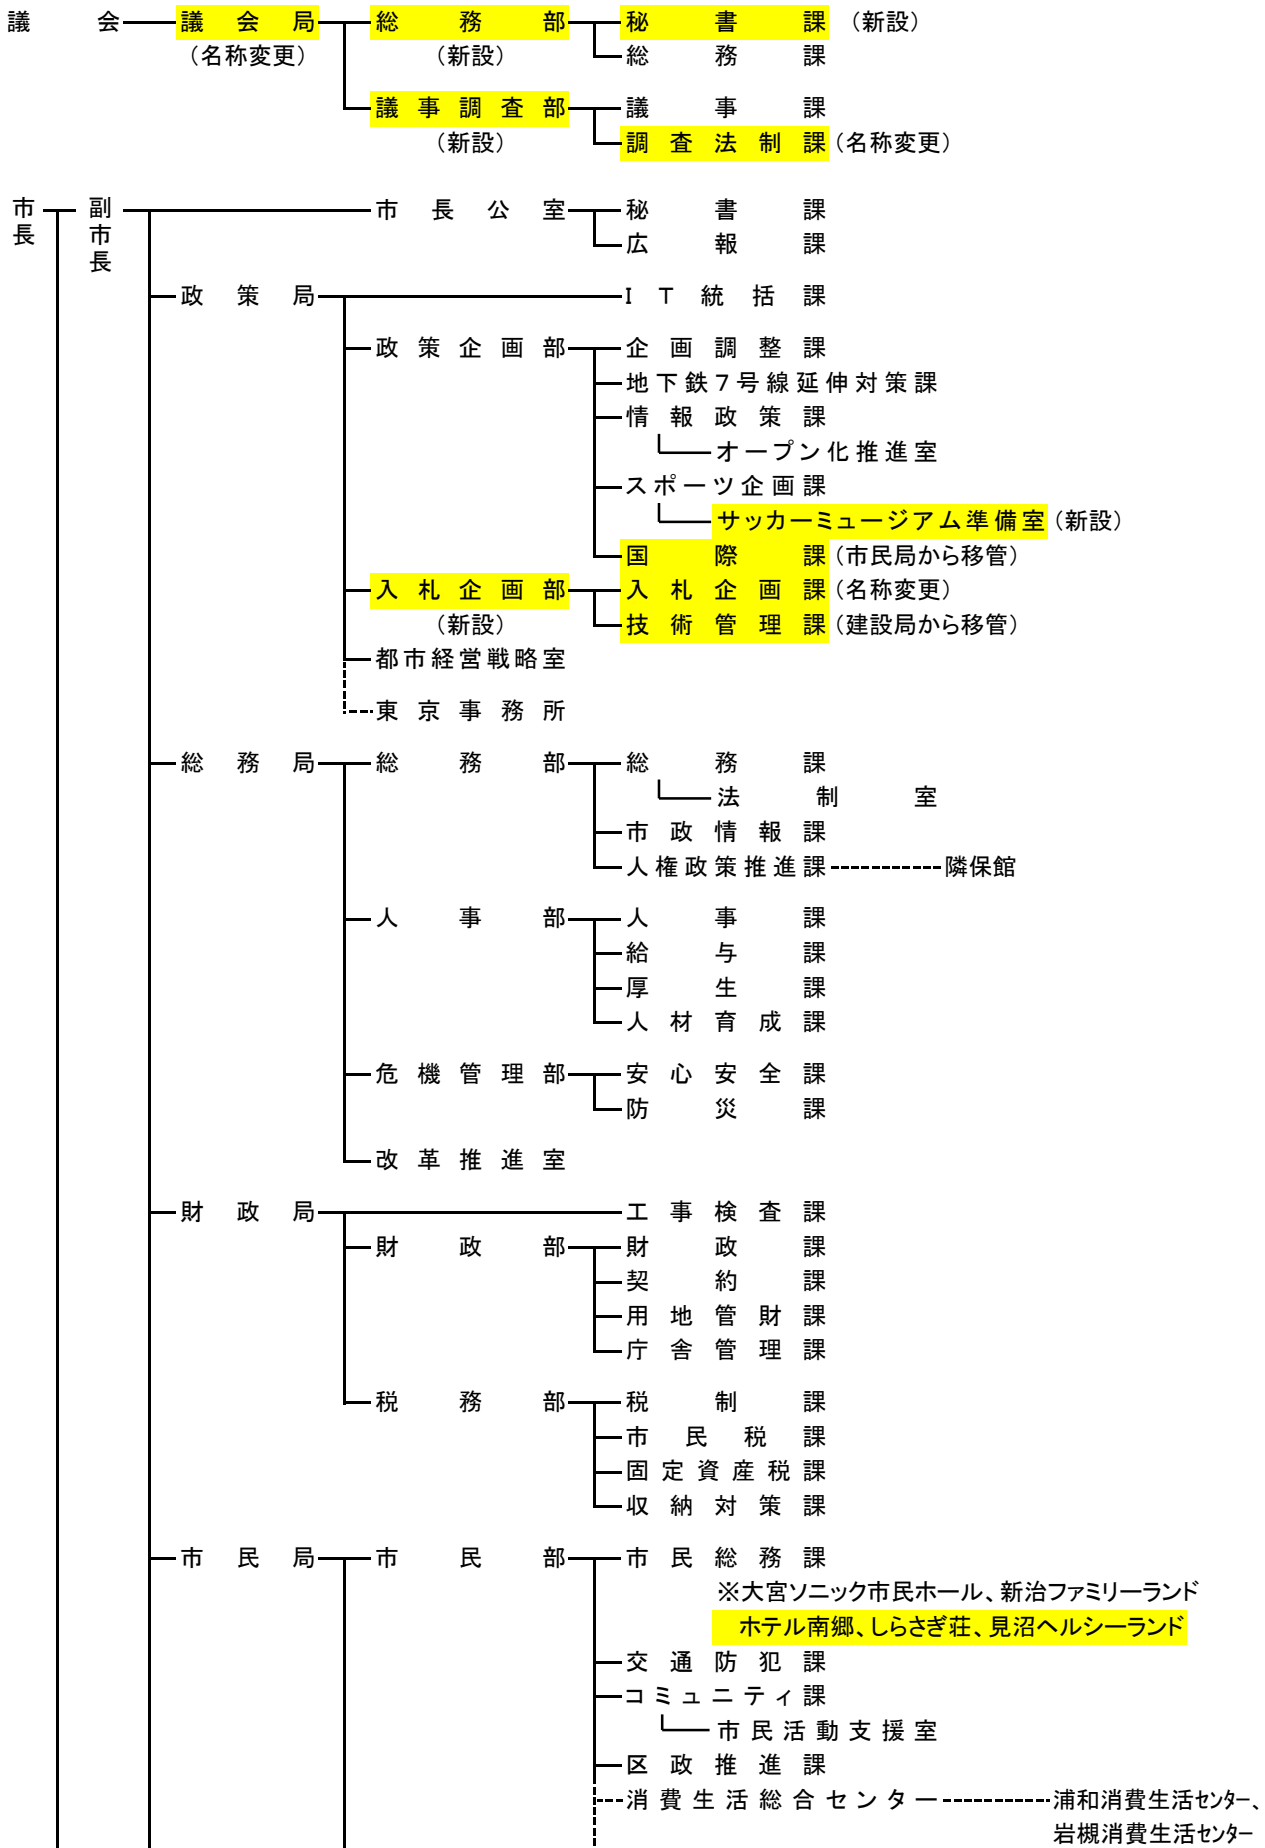 議会 議会局 総務部 秘書課 (新設)
(名称変更) (新設) 総務課
議事調査部 議事課
(新設) 調査法制課 (名称変更)
市長 副市長 市長公室 秘書課
広報課
政策局 IT統括課
政策企画部 企画調整課
地下鉄7号線延伸対策課
情報政策課
オープン化推進室
スポーツ企画課
サッカーミュージアム準備室 (新設)
国際課 (市民局から移管)
入札企画部 入札企画課 (名称変更)
(新設) 技術管理課 (建設局から移管)
都市経営戦略室
東京事務所
総務局 総務部 総務課
法制室
市政情報課
人権政策推進課 隣保館
人事部 人事課
給与課
厚生課
人材育成課
危機管理部 安心安全課
防災課
改革推進室
財政局 工事検査課
財政部 財政課
契約課
用地管財課
庁舎管理課
税務部 税制課
市民税課
固定資産税課
収納対策課
市民局 市民部 市民総務課
※大宮ソニック市民ホール、新治ファミリーランド
ホテル南郷、しらさぎ荘、見沼ヘルシーランド
交通防犯課
コミュニティ課
市民活動支援室
区政推進課
消費生活総合センター 浦和消費生活センター、
岩槻消費生活センター